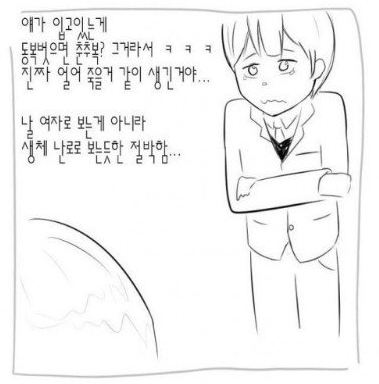 얘가 입고있는게
동복벗으면 춘추복? 그거라서 ㅋ ㅋ ㅋ
진짜 얼어 죽을거 같이 생긴거야...
날 여자로 보는게 아니라
생체 난로로 보는듯한 절박함...